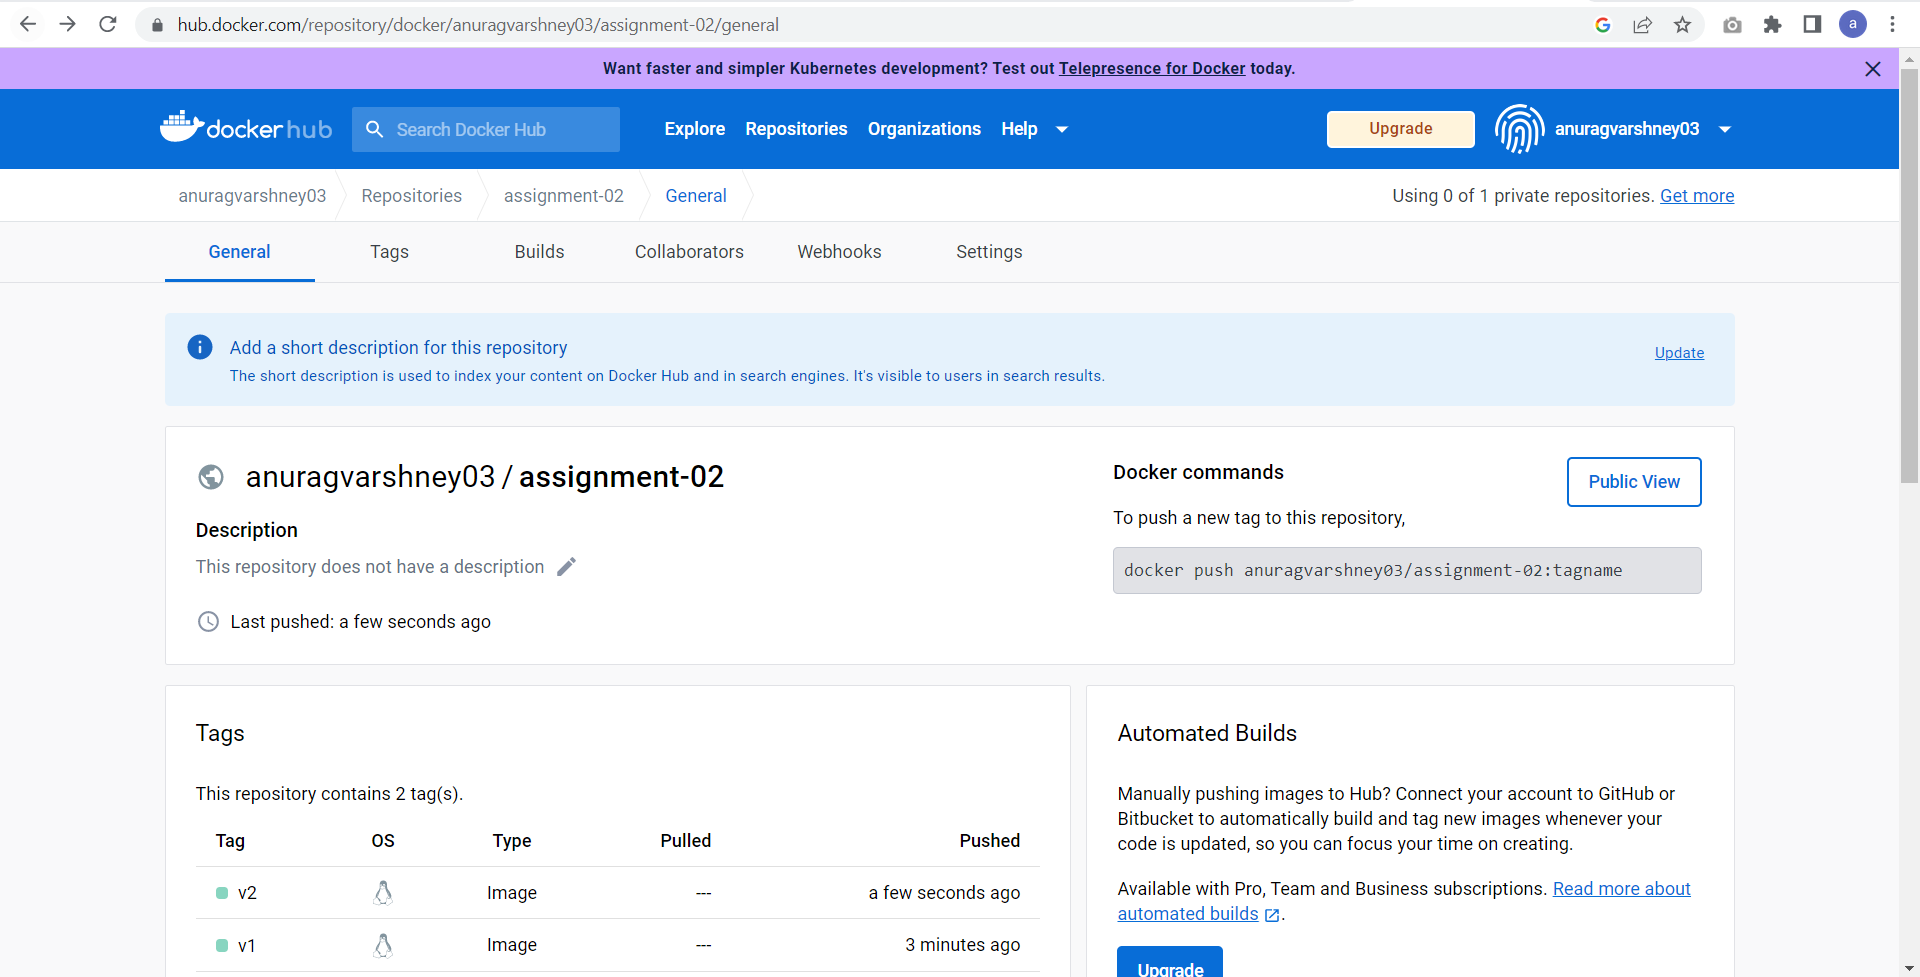 hub.docker.com/repository/docker/anuragvarshney03/assignment-02/general
a
Want faster and simpler Kubernetes development? Test out Telepresence for Docker today.
dockerhub
Search Docker Hub
Explore
Repositories
Organizations
Help
Upgrade
anuragvarshney03
anuragvarshney03
Repositories
assignment-02
General
Using 0 of 1 private repositories. Get more
General
Tags
Builds
Collaborators
Webhooks
Settings
Add a short description for this repository
Update
The short description is used to index your content on Docker Hub and in search engines. It's visible to users in search results.
anuragvarshney03 / assignment-02
Description
This repository does not have a description
Last pushed: a few seconds ago
Docker commands
Public View
To push a new tag to this repository,
docker push anuragvarshney03/assignment-02:tagname
Tags
This repository contains 2 tag(s).
Tag OS Type Pulled Pushed
v2 Image --- a few seconds ago
v1 Image --- 3 minutes ago
Automated Builds
Manually pushing images to Hub? Connect your account to GitHub or
Bitbucket to automatically build and tag new images whenever your
code is updated, so you can focus your time on creating.
Available with Pro, Team and Business subscriptions. Read more about
automated builds.
Upgrade